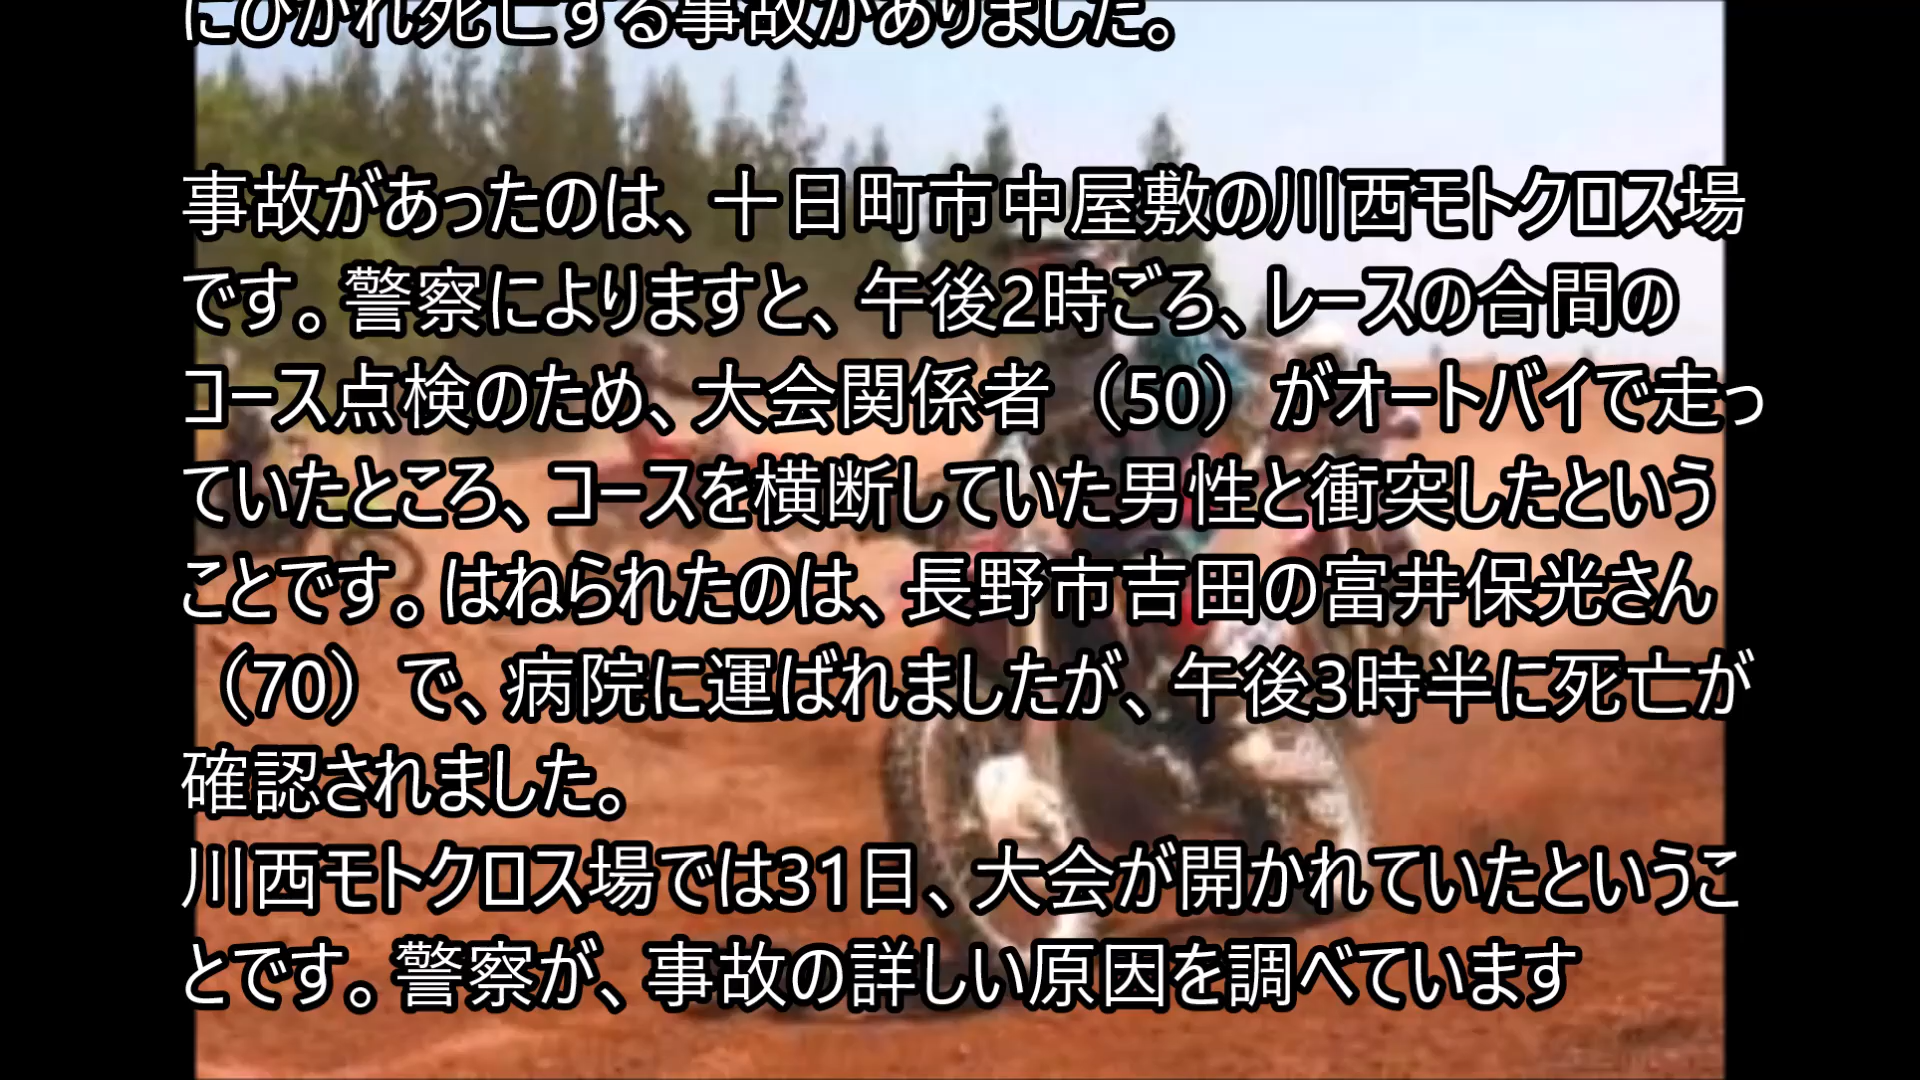 にひかれ死亡する事故がありました。
事故があったのは、十日町市中屋敷の川西モトクロス場
です。警察によりますと、午後2時ごろ、レースの合間の
コース点検のため、大会関係者（50）がオートバイで走っ
ていたところ、コースを横断していた男性と衝突したという
ことです。はねられたのは、長野市吉田の富井保光さん
（70）で、病院に運ばれましたが、午後3時半に死亡が
確認されました。
川西モトクロス場では31日、大会が開かれていたというこ
とです。警察が、事故の詳しい原因を調べています